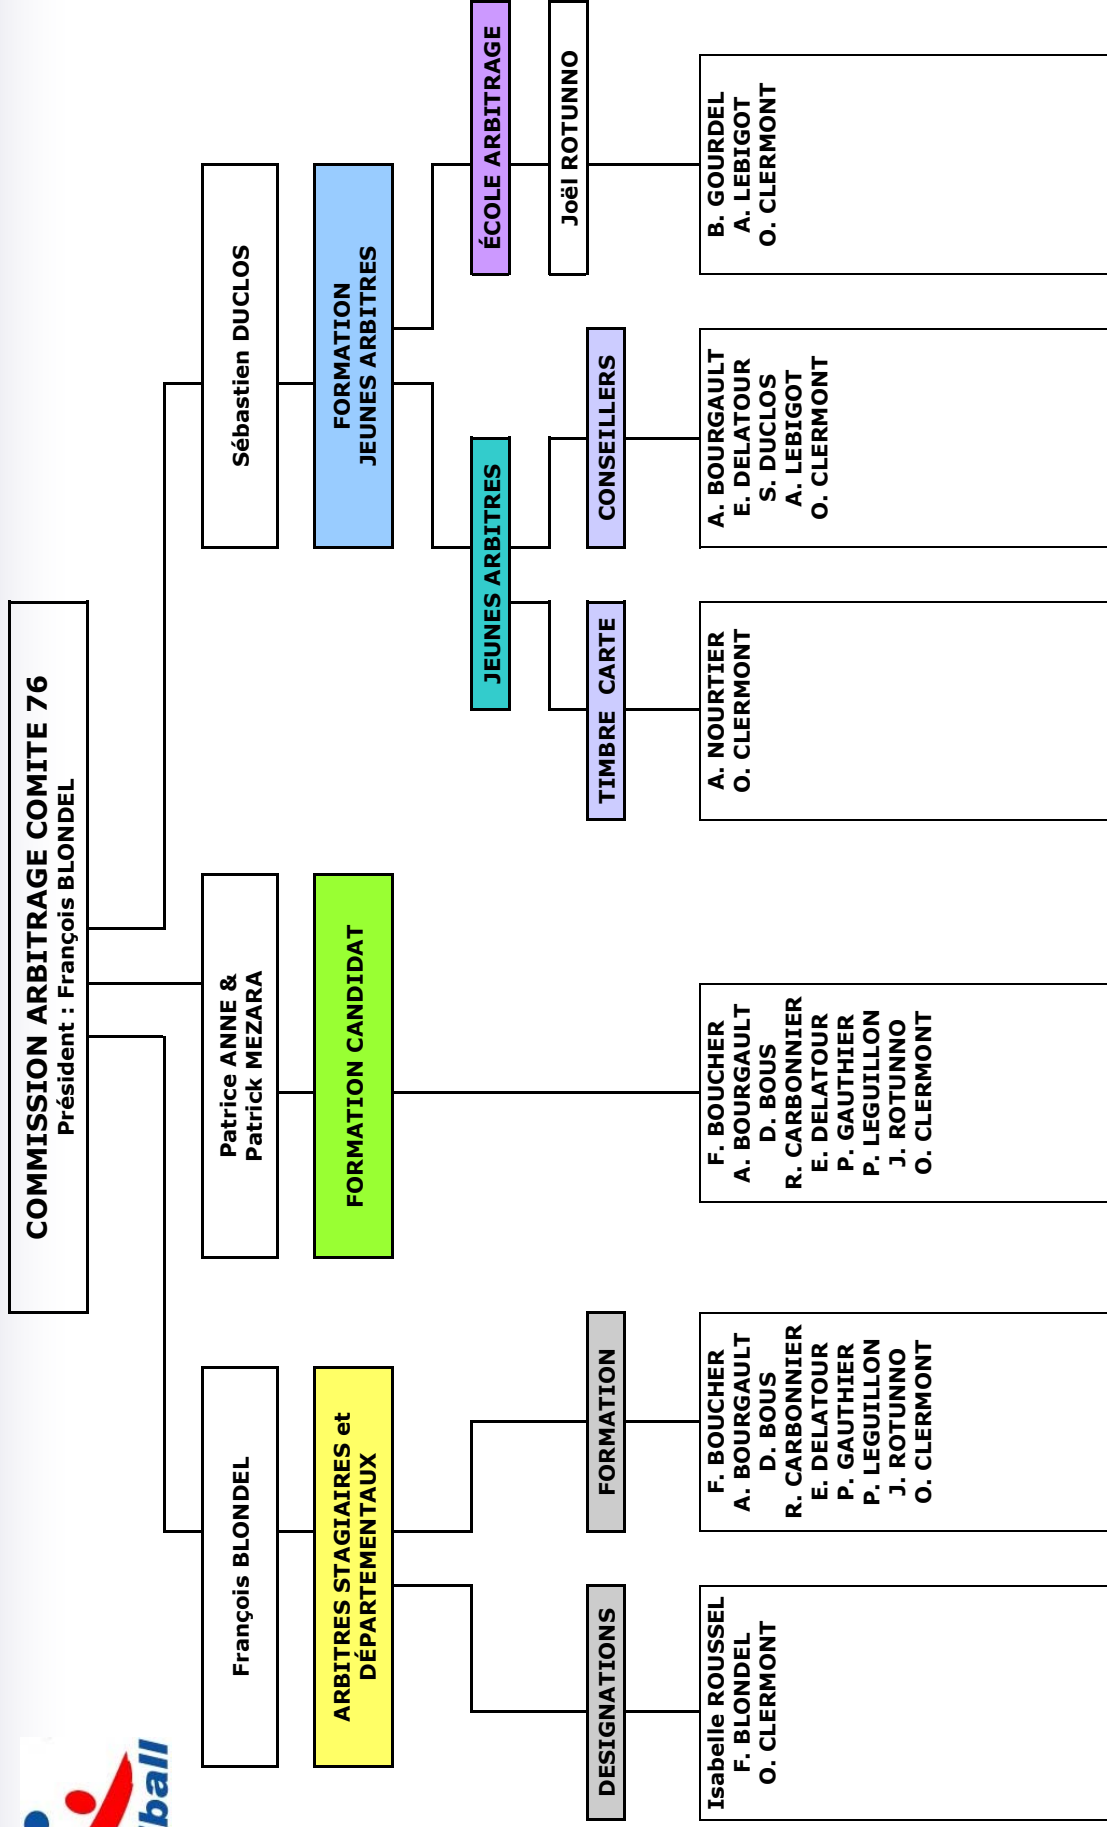 COMMISSION ARBITRAGE COMITE 76
Président : François BLONDEL
François BLONDEL
Patrice ANNE &
Patrick MEZARA
Sébastien DUCLOS
ARBITRES STAGIAIRES et
DÉPARTEMENTAUX
FORMATION CANDIDAT
FORMATION
JEUNES ARBITRES
JEUNES ARBITRES
ÉCOLE ARBITRAGE
Joël ROTUNNO
DESIGNATIONS
FORMATION
TIMBRE CARTE
CONSEILLERS
Isabelle ROUSSEL
F. BLONDEL
O. CLERMONT
F. BOUCHER
A. BOURGAULT
D. BOUS
R. CARBONNIER
E. DELATOUR
P. GAUTHIER
P. LEGUILLON
J. ROTUNNO
O. CLERMONT
F. BOUCHER
A. BOURGAULT
D. BOUS
R. CARBONNIER
E. DELATOUR
P. GAUTHIER
P. LEGUILLON
J. ROTUNNO
O. CLERMONT
A. NOURTIER
O. CLERMONT
A. BOURGAULT
E. DELATOUR
S. DUCLOS
A. LEBIGOT
O. CLERMONT
B. GOURDEL
A. LEBIGOT
O. CLERMONT